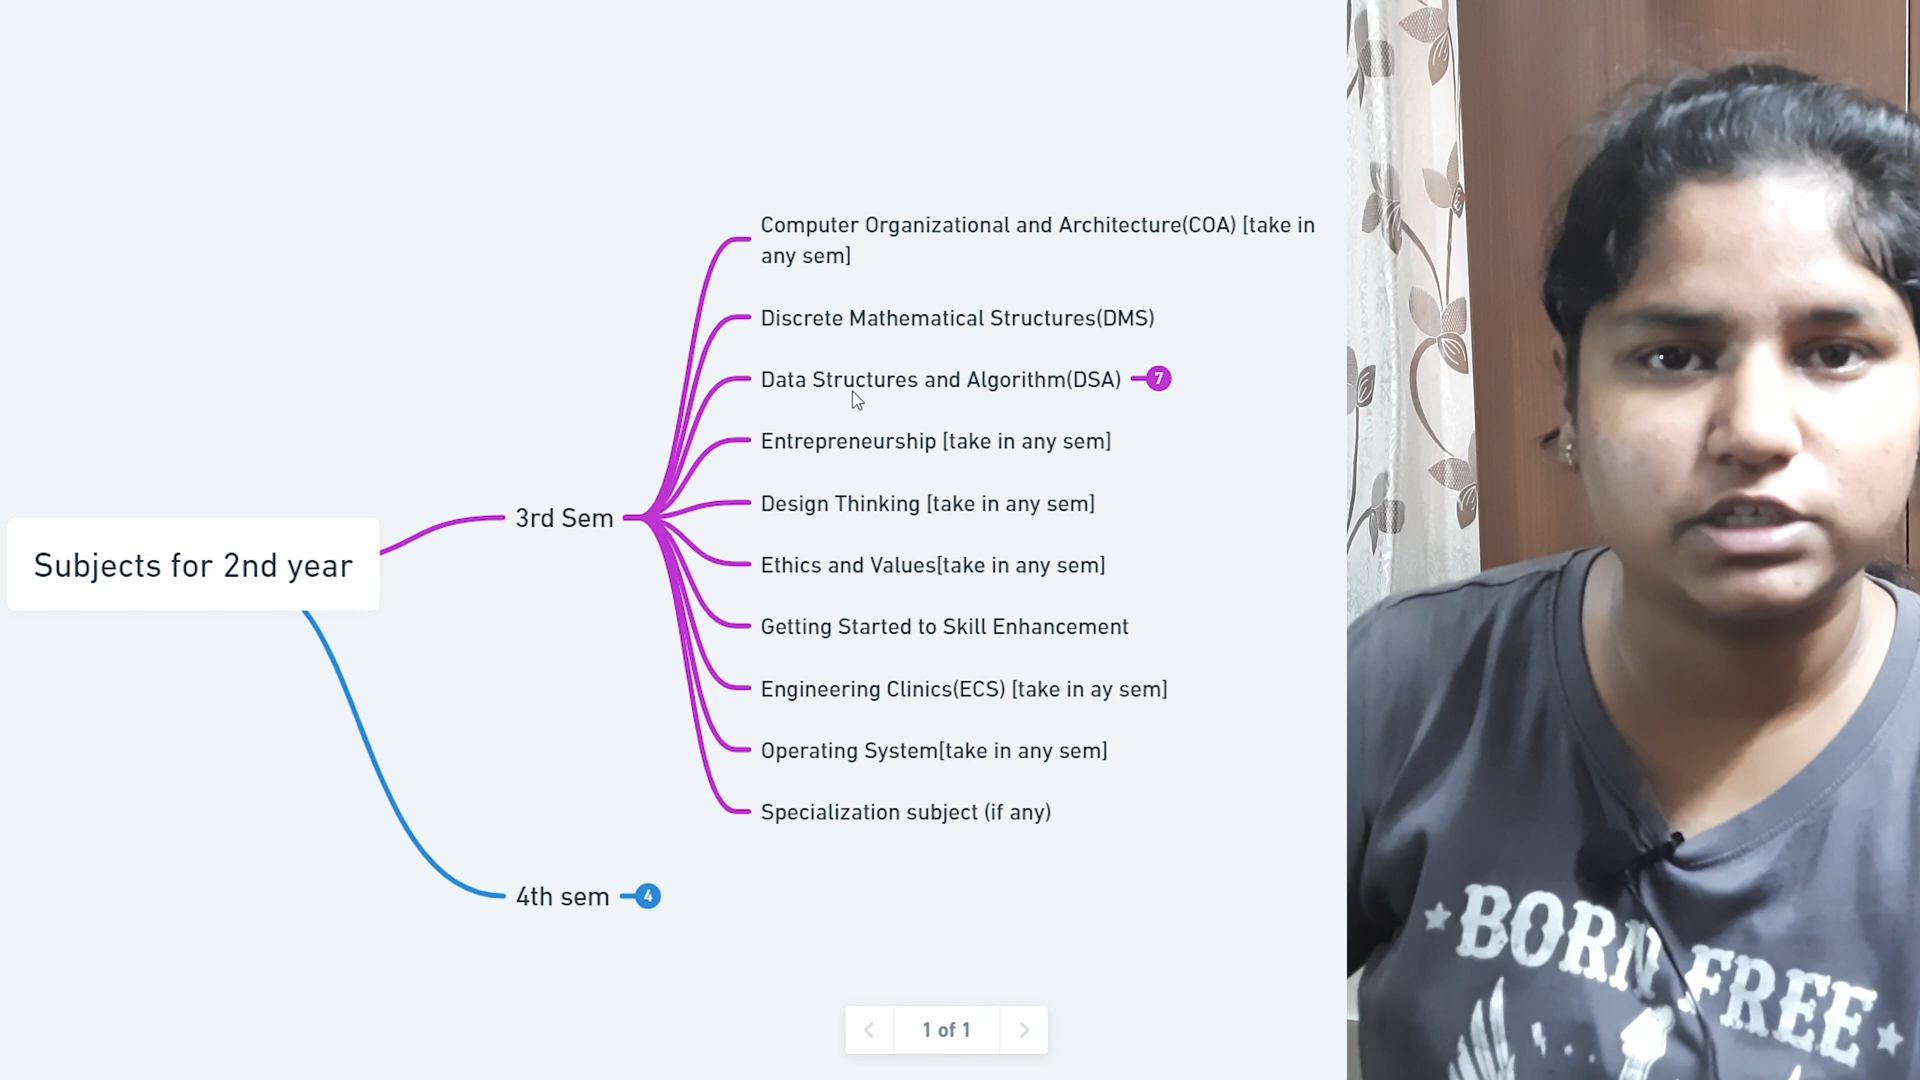 Computer Organizational and Architecture(COA) [take in
any sem]
Discrete Mathematical Structures(DMS)
Data Structures and Algorithm(DSA) 7
Entrepreneurship [take in any sem]
Design Thinking [take in any sem]
3rd Sem
Subjects for 2nd year
Ethics and Values[take in any sem]
Getting Started to Skill Enhancement
Engineering Clinics(ECS) [take in ay sem]
Operating System[take in any sem]
Specialization subject (if any)
4th sem 4
1 of 1
BORN FREE